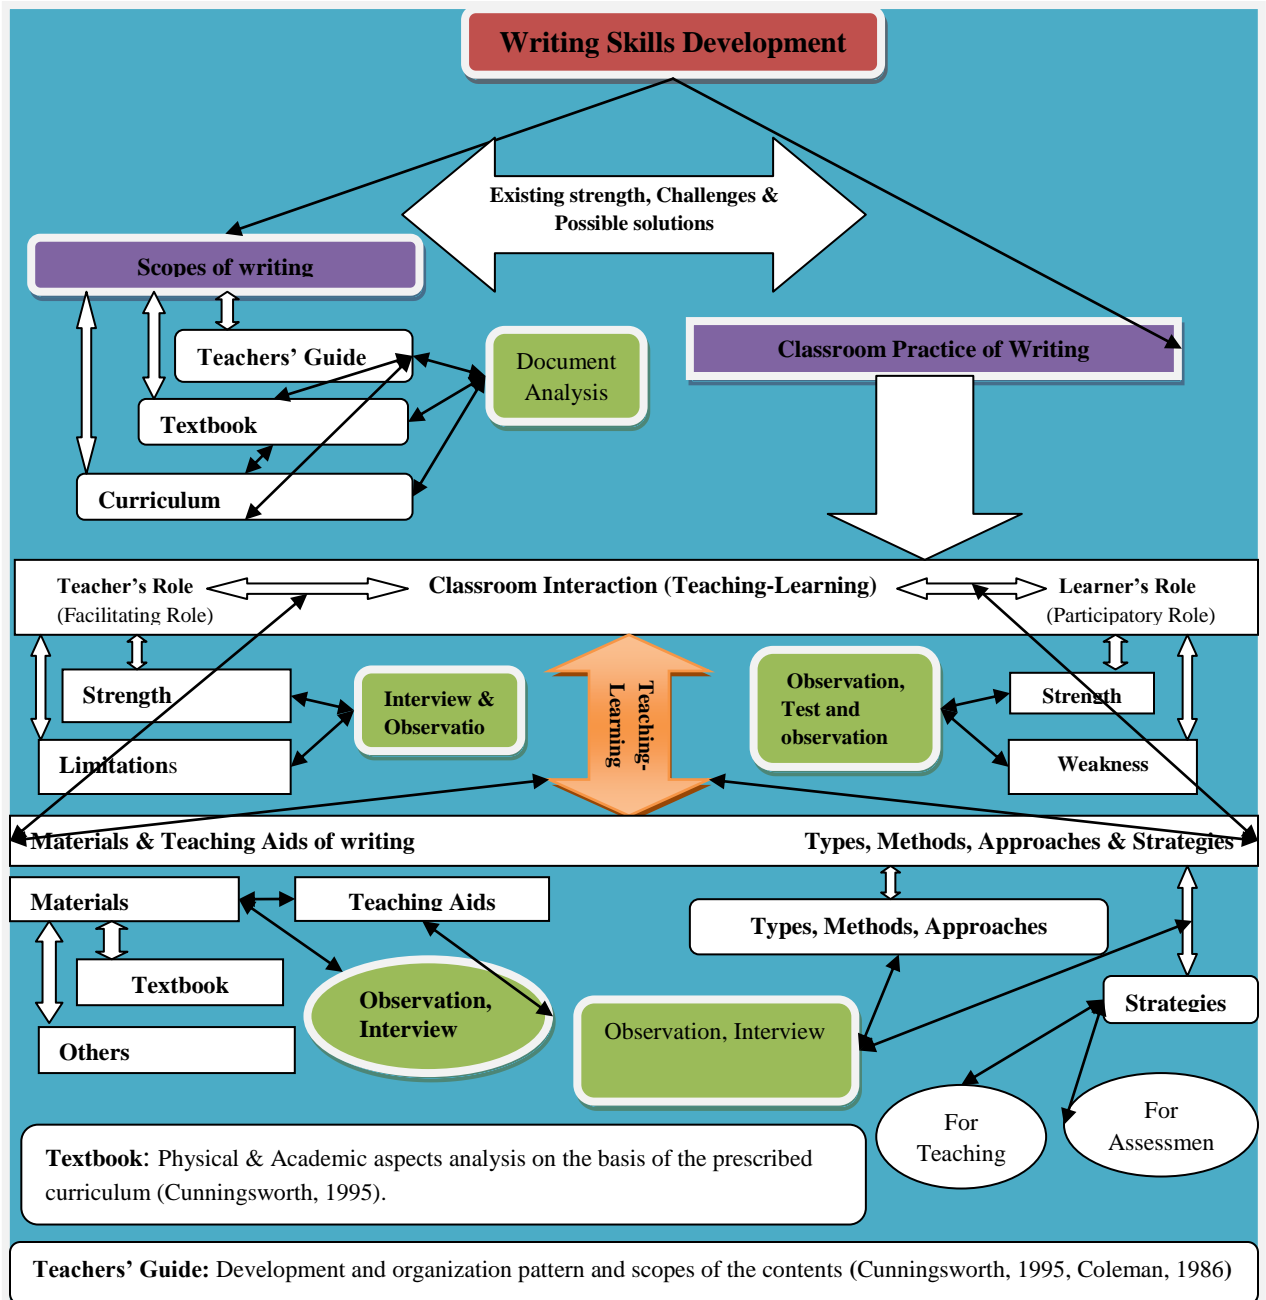 Writing Skills Development
Existing strength, Challenges &
Possible solutions
Scopes of writing
Teachers’ Guide
Document
Analysis
Classroom Practice of Writing
Textbook
Curriculum
Teacher’s Role
(Facilitating Role)
Classroom Interaction (Teaching-Learning)
Learner’s Role
(Participatory Role)
Strength
Interview &
Observatio
Teaching-
Learning
Observation,
Test and
observation
Strength
Limitations
Weakness
Materials & Teaching Aids of writing
Types, Methods, Approaches & Strategies
Materials
Teaching Aids
Types, Methods, Approaches
Textbook
Observation,
Interview
Observation, Interview
Strategies
Others
For
Teaching
For
Assessmen
Textbook: Physical & Academic aspects analysis on the basis of the prescribed
curriculum (Cunningsworth, 1995).
Teachers’ Guide: Development and organization pattern and scopes of the contents (Cunningsworth, 1995, Coleman, 1986)